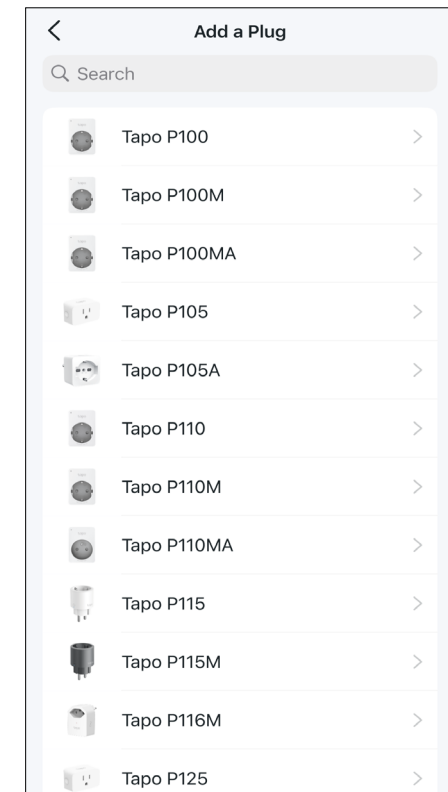 Add a Plug
Search
Tapo P100
Tapo P100M
Tapo P100MA
Tapo P105
Tapo P105A
Tapo P110
Tapo P110M
Tapo P110MA
Tapo P115
Tapo P115M
Tapo P116M
Tapo P125